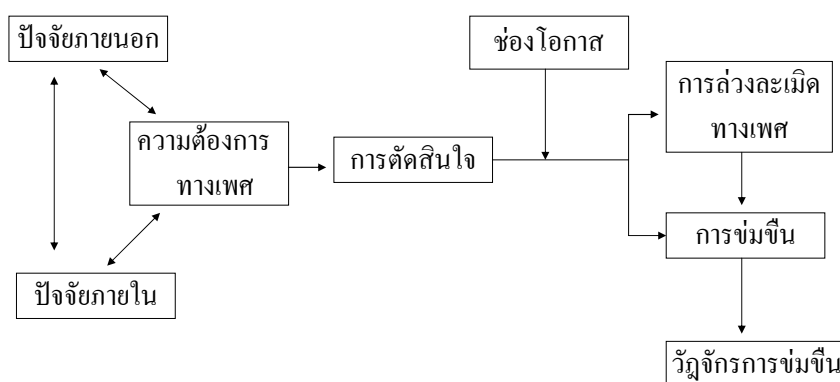 ปัจจัยภายนอก
ช่องโอกาส
การล่วงละเมิด
ทางเพศ
ความต้องการ
ทางเพศ
การตัดสินใจ
การข่มขืน
ปัจจัยภายใน
วัฎจักรการข่มขืน